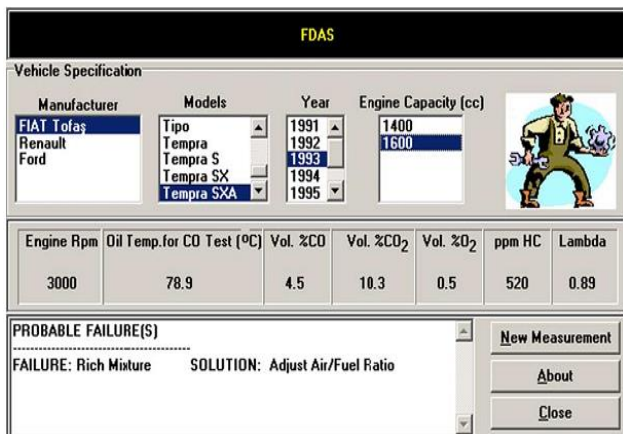 FDAS
Vehicle Specification
Manufacturer Models Year Engine Capacity (cc)
FIAT Tofaş Tipo 1991 1400
Renault Tempra 1992 1600
Ford Tempra S 1993
Tempra SX 1994
Tempra SXA 1995
Engine Rpm Oil Temp.for CO Test (ºC) Vol. %CO Vol. %CO₂ Vol. %O₂ ppm HC Lambda
3000 78.9 4.5 10.3 0.5 520 0.89
PROBABLE FAILURE(S)
------------------------------------
FAILURE: Rich Mixture SOLUTION: Adjust Air/Fuel Ratio
New Measurement
About
Close